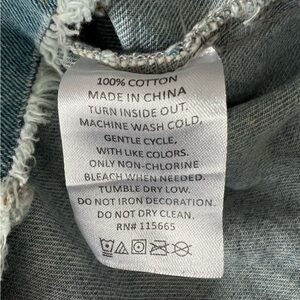 100% COTTON
MADE IN CHINA
TURN INSIDE OUT.
MACHINE WASH COLD,
GENTLE CYCLE,
WITH LIKE COLORS.
ONLY NON-CHLORINE
BLEACH WHEN NEEDED.
TUMBLE DRY LOW.
DO NOT IRON DECORATION.
DO NOT DRY CLEAN.
RN# 115665